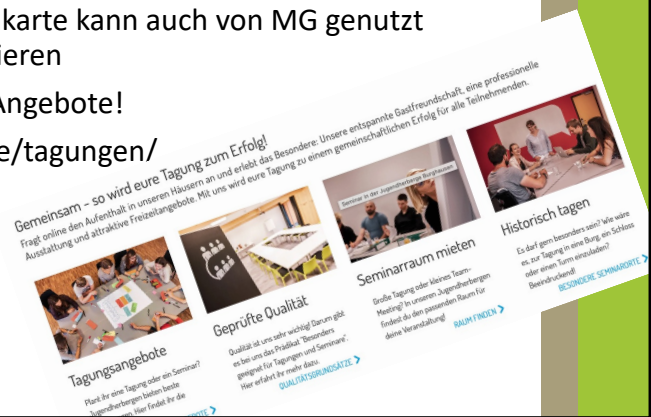 karte kann auch von MG genutzt
ieren
Angebote!
e/tagungen/
Gemeinsam – so wird eure Tagung zum Erfolg!
Fragt online den Aufenthalt in unseren Häusern an und erlebt das Besondere: Unsere entspannte Gastfreundschaft, eine professionelle
Ausstattung und attraktive Freizeitangebote. Mit uns wird eure Tagung zu einem gemeinschaftlichen Erfolg für alle Teilnehmenden.
Tagungsangebote
Plant ihr eine Tagung oder ein Seminar?
Jugendherbergen bieten beste
Hier findet ihr die
Geprüfte Qualität
Qualität ist uns sehr wichtig! Darum gibt
es bei uns das Prädikat "Besonders
geeignet für Tagungen und Seminare".
Hier erfahrt ihr mehr dazu.
QUALITÄTSGRUNDSÄTZE >
Seminar in der Jugendherberge Burghausen
Seminarraum mieten
Große Tagung oder kleines Team-
Meeting? In unseren Jugendherbergen
findest du den passenden Raum für
deine Veranstaltung!
RAUM FINDEN >
Historisch tagen
Es darf gern besonders sein? Wie wäre
es, zur Tagung in eine Burg, ein Schloss
oder einen Turm einzuladen?
Beeindruckend!
BESONDERE SEMINARORTE >